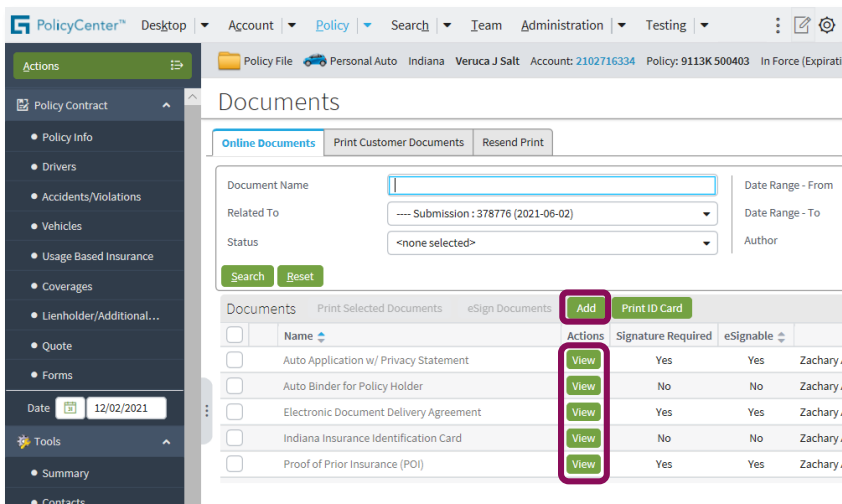 PolicyCenter™ Desktop Account Policy Search Team Administration Testing
Actions
Policy File Personal Auto Indiana Veruca J Salt Account: 2102716334 Policy: 9113K 500403 In Force (Expirati
Policy Contract
Policy Info
Drivers
Accidents/Violations
Vehicles
Usage Based Insurance
Coverages
Lienholder/Additional...
Quote
Forms
Date 12/02/2021
Tools
Summary
Contacts
Documents
Online Documents Print Customer Documents Resend Print
Document Name Date Range - From
Related To ---- Submission : 378776 (2021-06-02) Date Range - To
Status <none selected> Author
Search Reset
Documents Print Selected Documents eSign Documents Add Print ID Card
Name Actions Signature Required eSignable
Auto Application w/ Privacy Statement View Yes Yes Zachary
Auto Binder for Policy Holder View No No Zachary
Electronic Document Delivery Agreement View Yes Yes Zachary
Indiana Insurance Identification Card View No No Zachary
Proof of Prior Insurance (POI) View Yes Yes Zachary